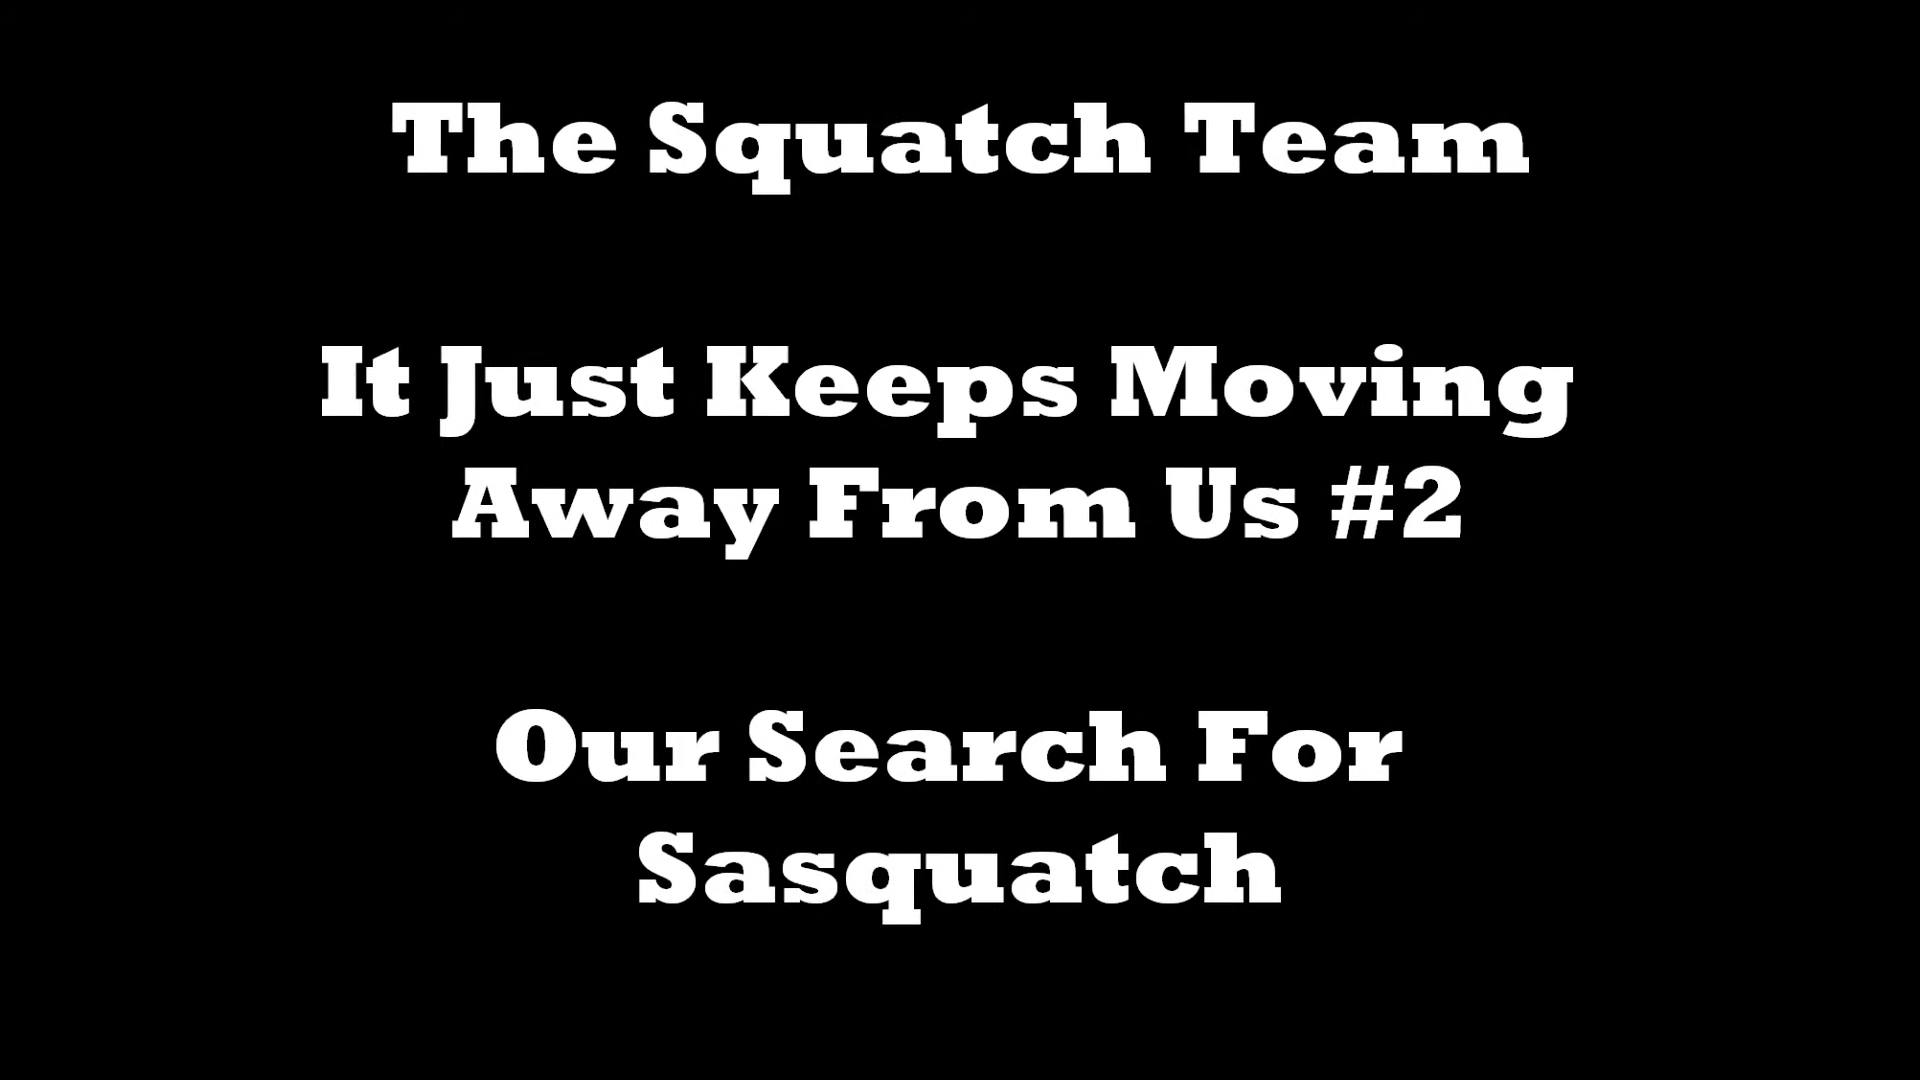 The Squatch Team
It Just Keeps Moving
Away From Us #2
Our Search For
Sasquatch